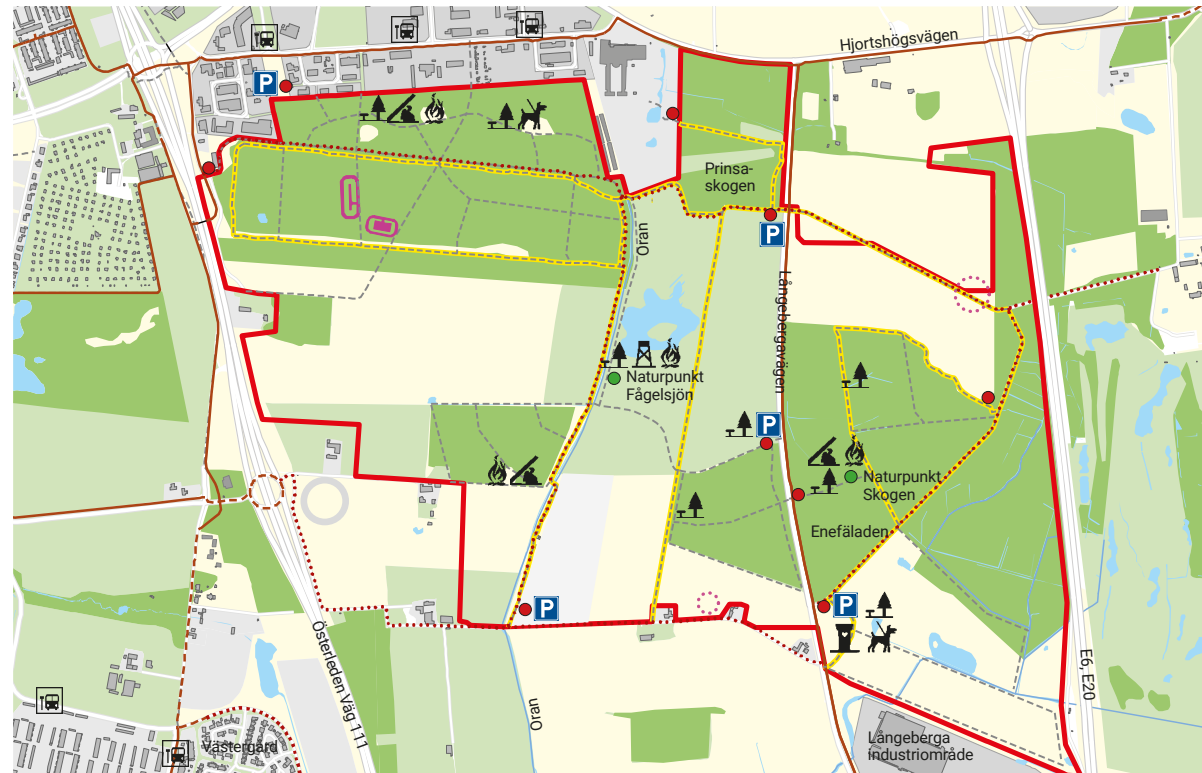 Hjortshögsvägen
P
Prinsa-
skogen
P
Oran
Långebergavägen
Naturpunkt
Fågelsjön
P
Naturpunkt
Skogen
Enefäladen
P
P
Österleden Väg 111
E6, E20
Oran
Västergård
Långeberga
industriområde